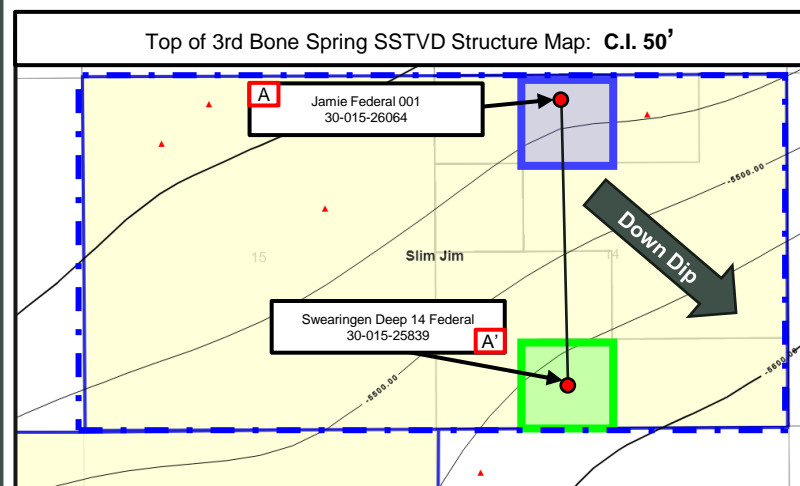 Top of 3rd Bone Spring SSTVD Structure Map: C.I. 50’
A
Jamie Federal 001
30-015-26064
-5500.00
Down Dip
15
Slim Jim
14
Swearingen Deep 14 Federal
30-015-25839
A'
-5500.00
-5600.00